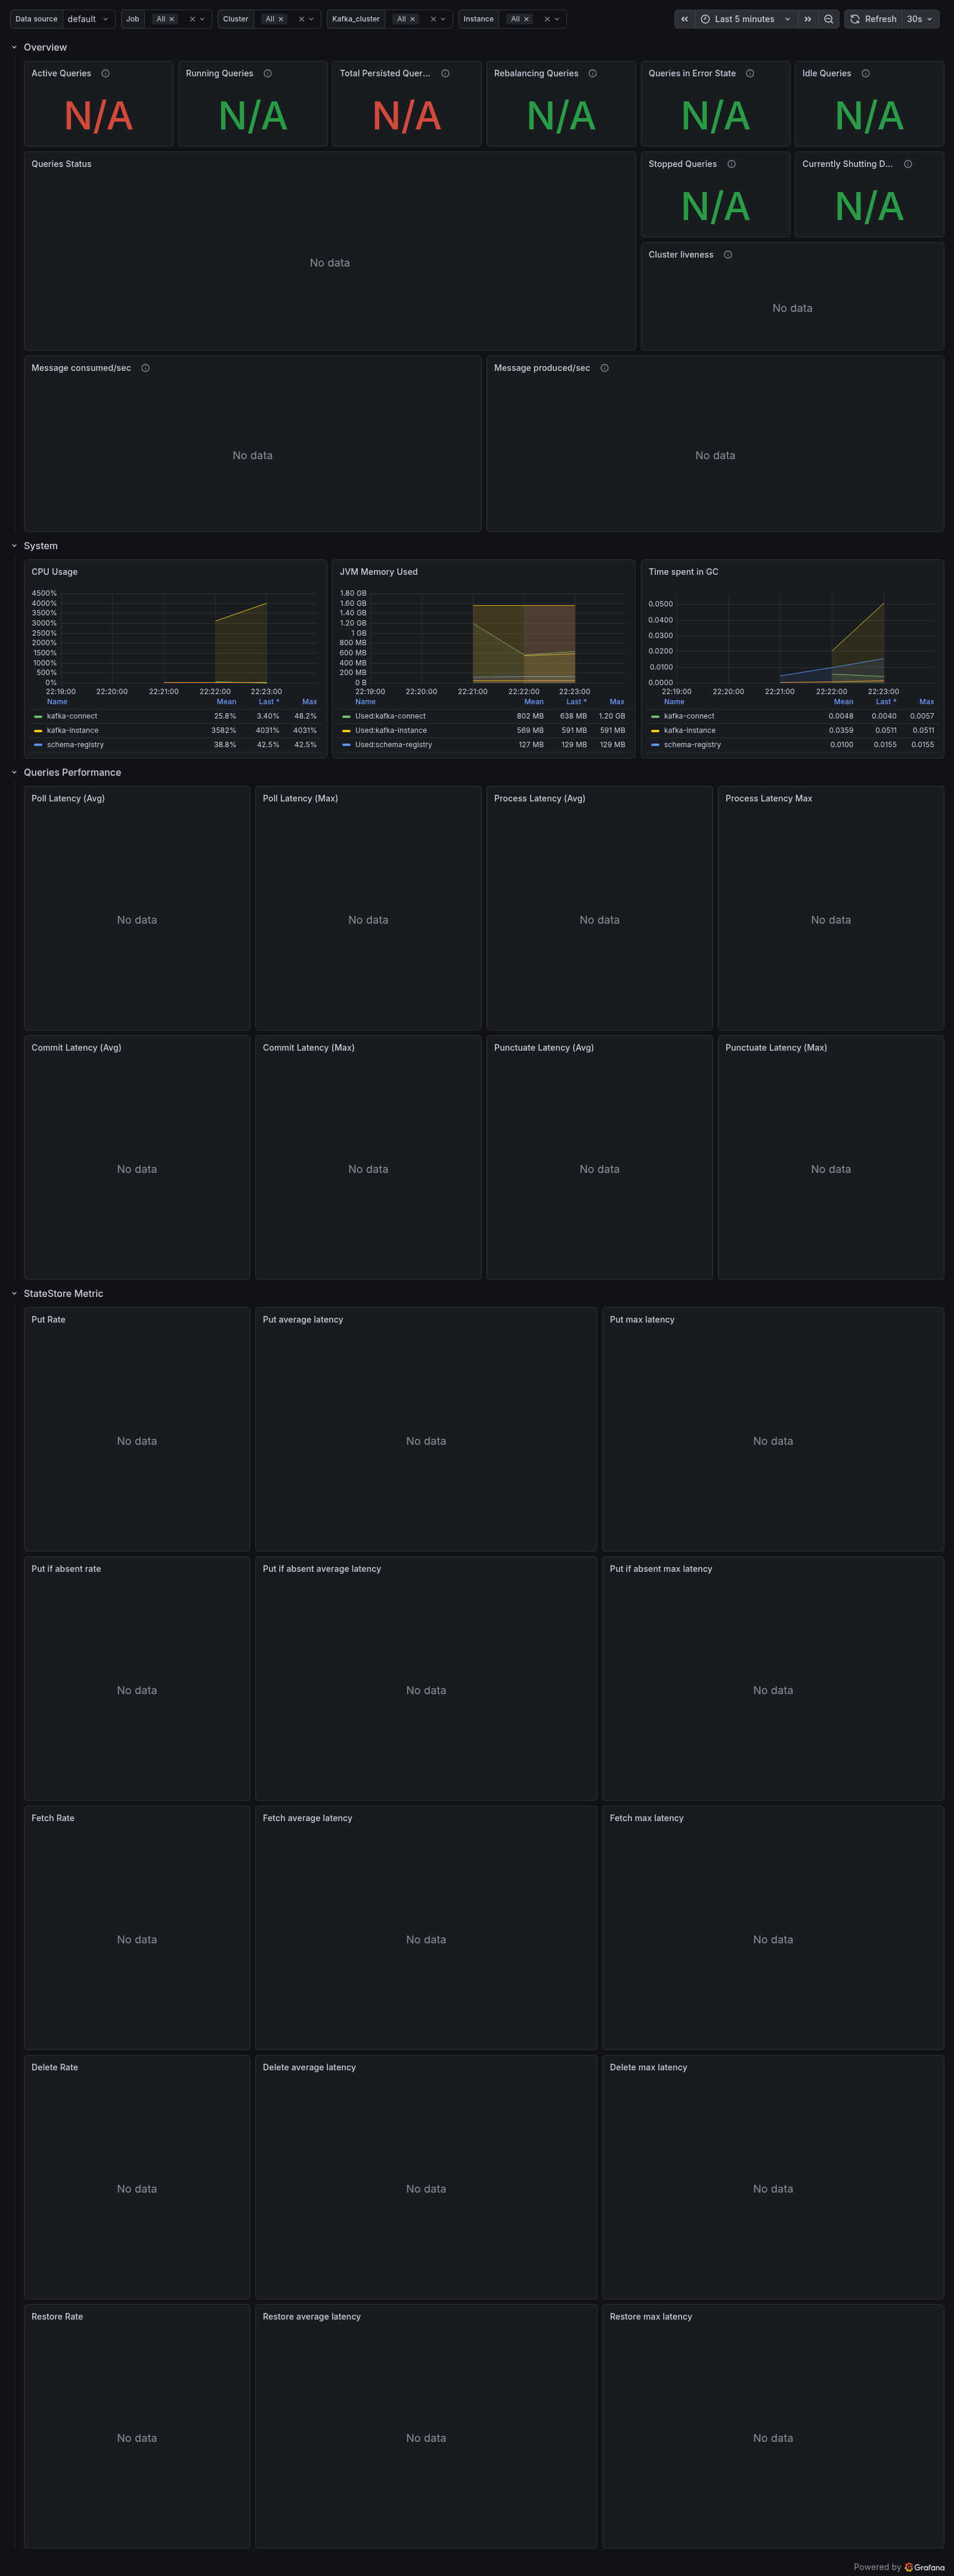 Data source default Job All Cluster All Kafka_cluster All Instance All Last 5 minutes Refresh 30s
Overview
Active Queries Running Queries Total Persisted Quer... Rebalancing Queries Queries in Error State Idle Queries
N/A N/A N/A N/A N/A N/A
Queries Status Stopped Queries Currently Shutting D...
N/A N/A
No data
Cluster liveness
No data
Message consumed/sec Message produced/sec
No data No data
System
CPU Usage
4500%
4000%
3500%
3000%
2500%
2000%
1500%
1000%
500%
0%
22:19:00 22:20:00 22:21:00 22:22:00 22:23:00
Name Mean Last * Max
kafka-connect 25.8% 3.40% 48.2%
kafka-instance 3582% 4031% 4031%
schema-registry 38.8% 42.5% 42.5%
JVM Memory Used
1.80 GB
1.60 GB
1.40 GB
1.20 GB
1 GB
800 MB
600 MB
400 MB
200 MB
0 B
22:19:00 22:20:00 22:21:00 22:22:00 22:23:00
Name Mean Last * Max
Used:kafka-connect 802 MB 638 MB 1.20 GB
Used:kafka-instance 569 MB 591 MB 591 MB
Used:schema-registry 127 MB 129 MB 129 MB
Time spent in GC
0.0500
0.0400
0.0300
0.0200
0.0100
0.0000
22:19:00 22:20:00 22:21:00 22:22:00 22:23:00
Name Mean Last * Max
kafka-connect 0.0048 0.0040 0.0057
kafka-instance 0.0359 0.0511 0.0511
schema-registry 0.0100 0.0155 0.0155
Queries Performance
Poll Latency (Avg) Poll Latency (Max) Process Latency (Avg) Process Latency Max
No data No data No data No data
Commit Latency (Avg) Commit Latency (Max) Punctuate Latency (Avg) Punctuate Latency (Max)
No data No data No data No data
StateStore Metric
Put Rate Put average latency Put max latency
No data No data No data
Put if absent rate Put if absent average latency Put if absent max latency
No data No data No data
Fetch Rate Fetch average latency Fetch max latency
No data No data No data
Delete Rate Delete average latency Delete max latency
No data No data No data
Restore Rate Restore average latency Restore max latency
No data No data No data
Powered by Grafana